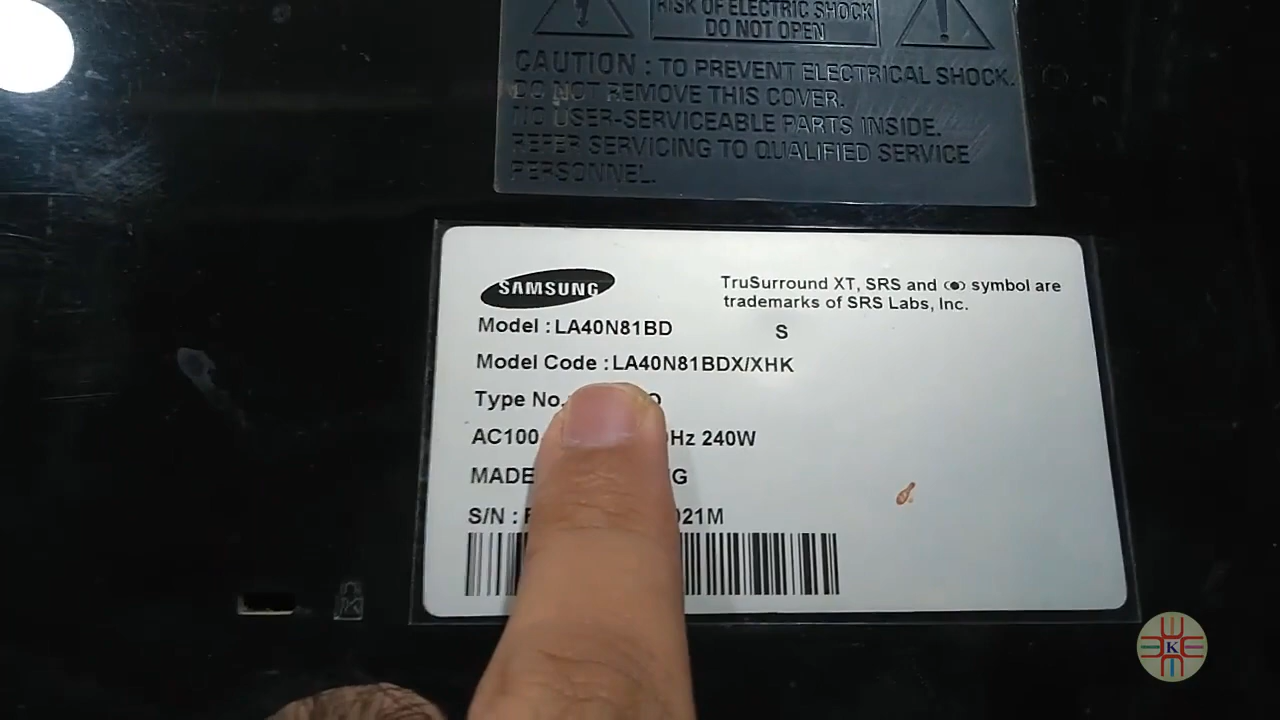 RISK OF ELECTRIC SHOCK
DO NOT OPEN
CAUTION : TO PREVENT ELECTRICAL SHOCK.
DO NOT REMOVE THIS COVER.
NO USER-SERVICEABLE PARTS INSIDE.
REFER SERVICING TO QUALIFIED SERVICE
PERSONNEL.
SAMSUNG
TruSurround XT, SRS and (●) symbol are
trademarks of SRS Labs, Inc.
Model : LA40N81BD S
Model Code : LA40N81BDX/XHK
Type No.
AC100 Hz 240W
MADE
S/N : 021M
K